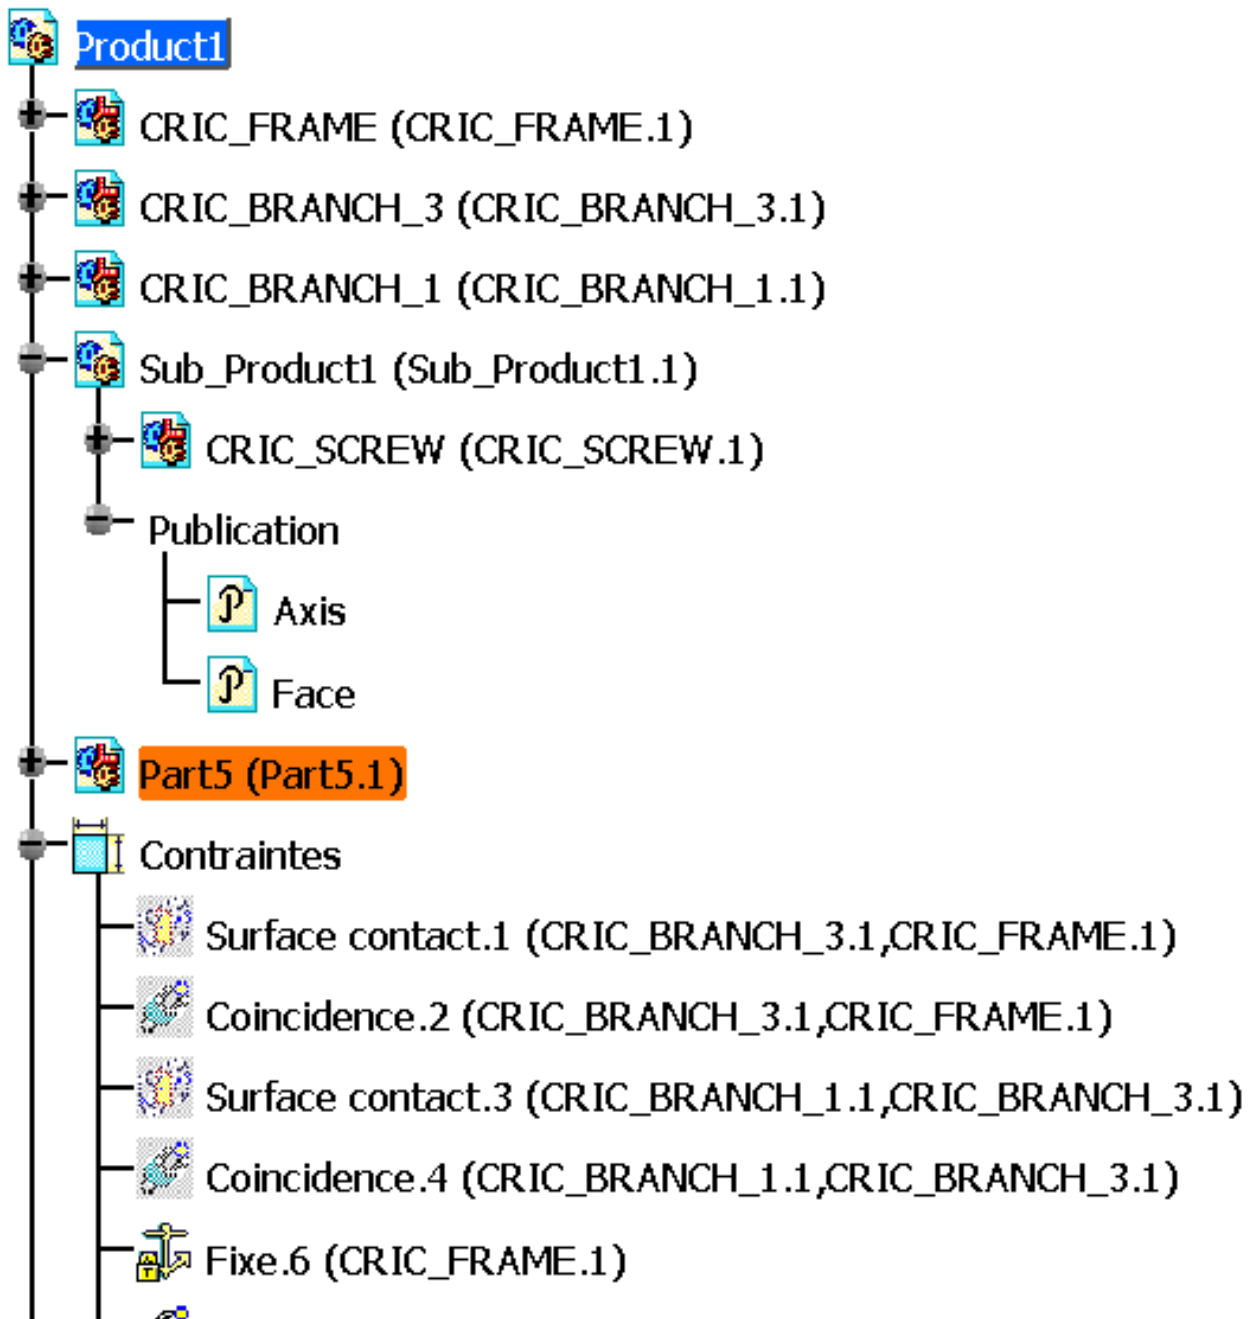 Product1
CRIC_FRAME (CRIC_FRAME.1)
CRIC_BRANCH_3 (CRIC_BRANCH_3.1)
CRIC_BRANCH_1 (CRIC_BRANCH_1.1)
Sub_Product1 (Sub_Product1.1)
CRIC_SCREW (CRIC_SCREW.1)
Publication
Axis
Face
Part5 (Part5.1)
Contraintes
Surface contact.1 (CRIC_BRANCH_3.1,CRIC_FRAME.1)
Coincidence.2 (CRIC_BRANCH_3.1,CRIC_FRAME.1)
Surface contact.3 (CRIC_BRANCH_1.1,CRIC_BRANCH_3.1)
Coincidence.4 (CRIC_BRANCH_1.1,CRIC_BRANCH_3.1)
Fixe.6 (CRIC_FRAME.1)